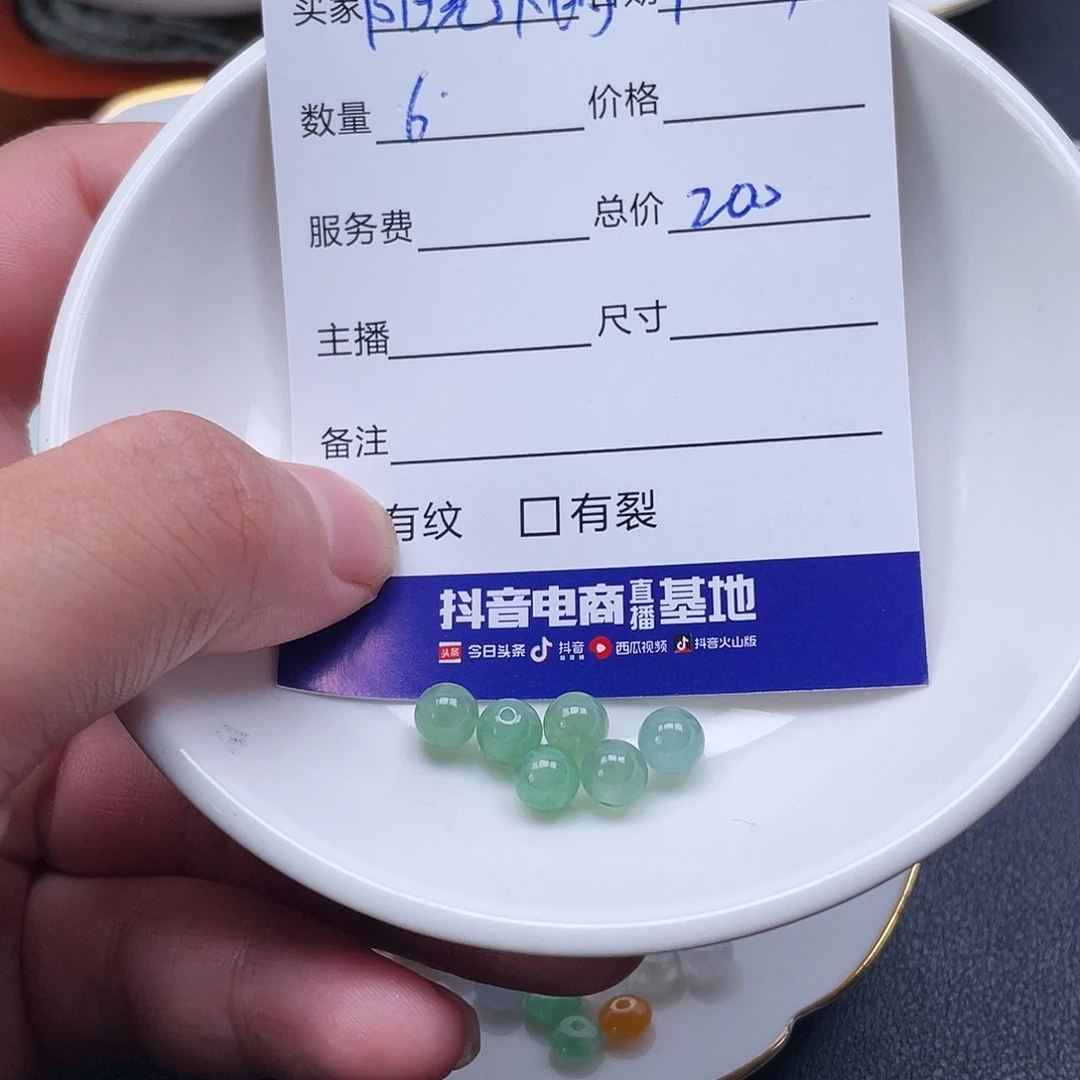 买家
数量 6 价格
服务费 总价 200
主播 尺寸
备注
有纹 □有裂
抖音电商直播基地
头条 今日头条 抖音 西瓜视频 抖音火山版